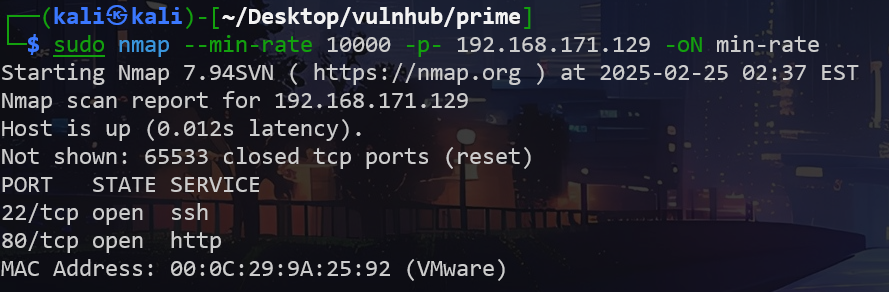 ┌──(kali㉿kali)-[~/Desktop/vulnhub/prime]
└─$ sudo nmap --min-rate 10000 -p- 192.168.171.129 -oN min-rate
Starting Nmap 7.94SVN ( https://nmap.org ) at 2025-02-25 02:37 EST
Nmap scan report for 192.168.171.129
Host is up (0.012s latency).
Not shown: 65533 closed tcp ports (reset)
PORT   STATE SERVICE
22/tcp open  ssh
80/tcp open  http
MAC Address: 00:0C:29:9A:25:92 (VMware)